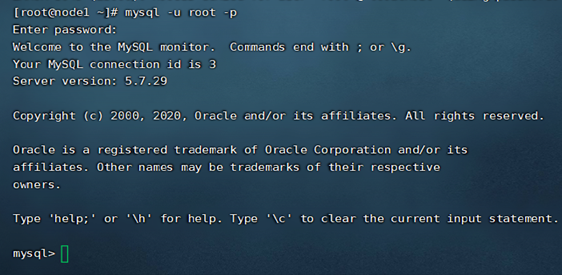 [root@node1 ~]# mysql -u root -p
Enter password:
Welcome to the MySQL monitor.  Commands end with ; or \g.
Your MySQL connection id is 3
Server version: 5.7.29
Copyright (c) 2000, 2020, Oracle and/or its affiliates. All rights reserved.
Oracle is a registered trademark of Oracle Corporation and/or its
affiliates. Other names may be trademarks of their respective
owners.
Type 'help;' or '\h' for help. Type '\c' to clear the current input statement.
mysql>